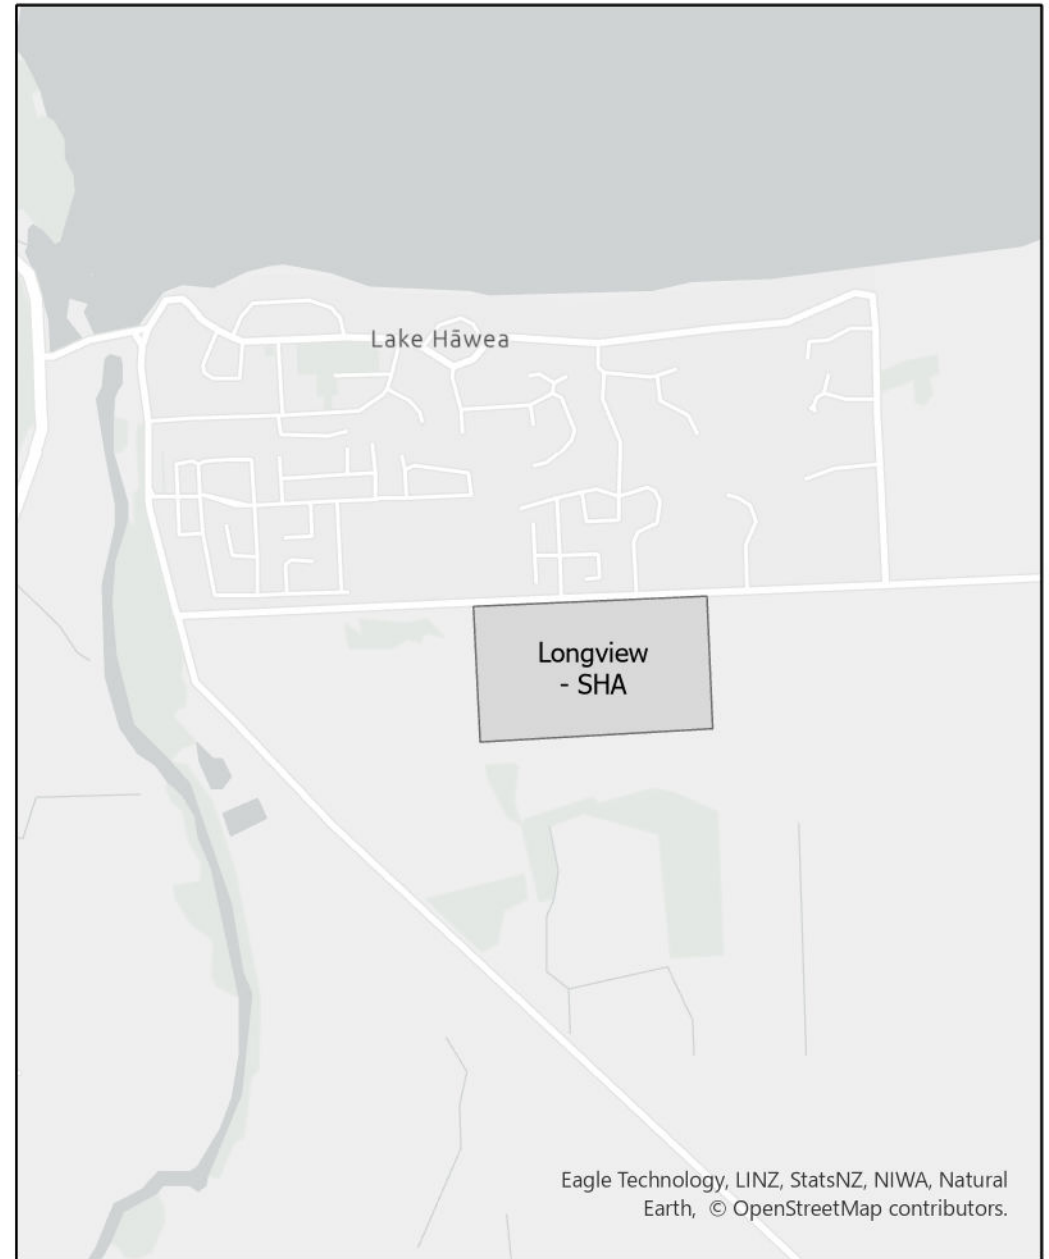 Lake Hāwea
Longview
- SHA
Eagle Technology, LINZ, StatsNZ, NIWA, Natural
Earth, © OpenStreetMap contributors.